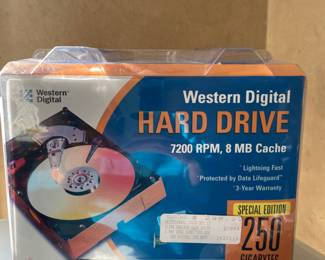 Western
Digital
Western Digital
HARD DRIVE
7200 RPM, 8 MB Cache
Lightning Fast
"Protected by Data Lifeguard"
3-Year Warranty
SPECIAL EDITION
250
GIGABYTES